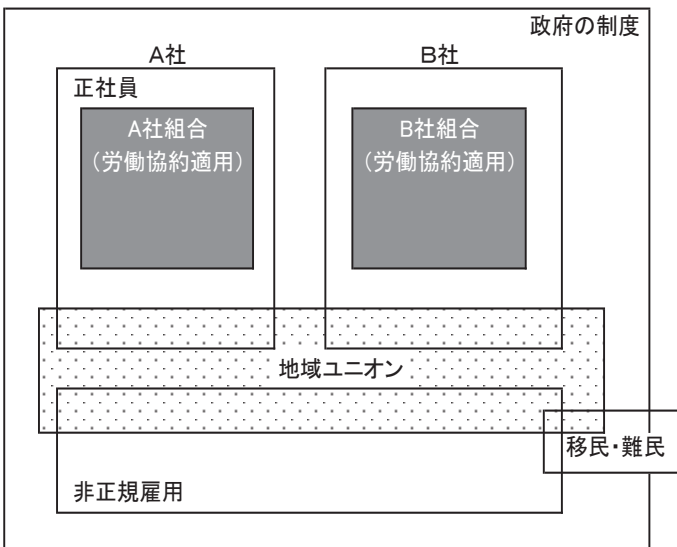 政府の制度
A社
B社
正社員
A社組合
（労働協約適用）
B社組合
（労働協約適用）
地域ユニオン
移民・難民
非正規雇用